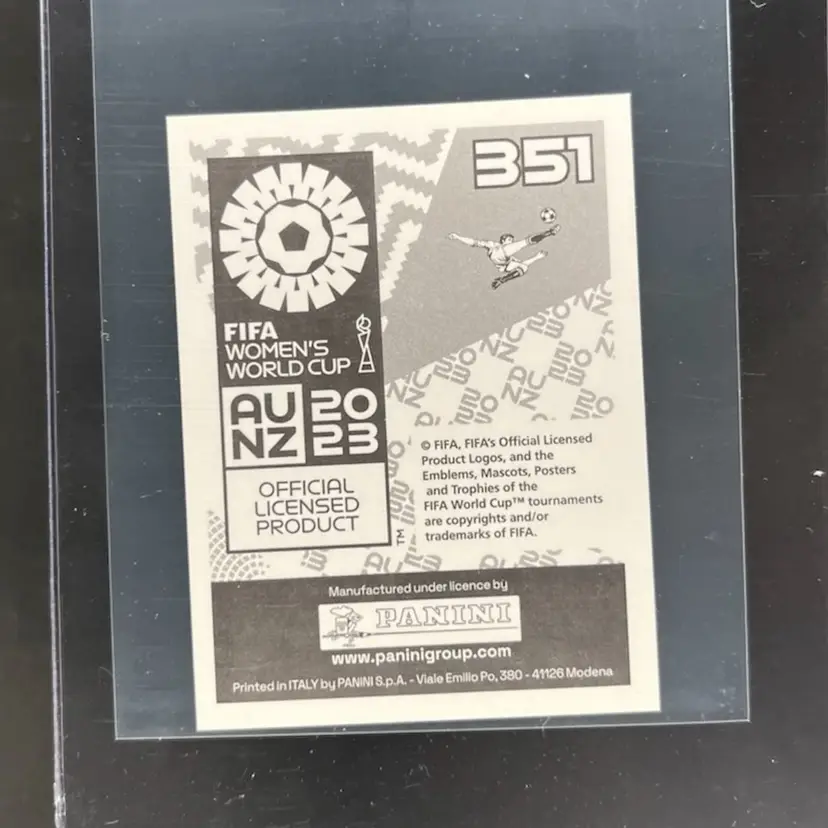 351
FIFA
WOMEN'S
WORLD CUP
AU 20
NZ 23
OFFICIAL
LICENSED
PRODUCT
TM
© FIFA, FIFA's Official Licensed
Product Logos, and the
Emblems, Mascots, Posters
and Trophies of the
FIFA World Cup™ tournaments
are copyrights and/or
trademarks of FIFA.
Manufactured under licence by
PANINI
www.paninigroup.com
Printed in ITALY by PANINI S.p.A. - Viale Emilio Po, 380 - 41126 Modena